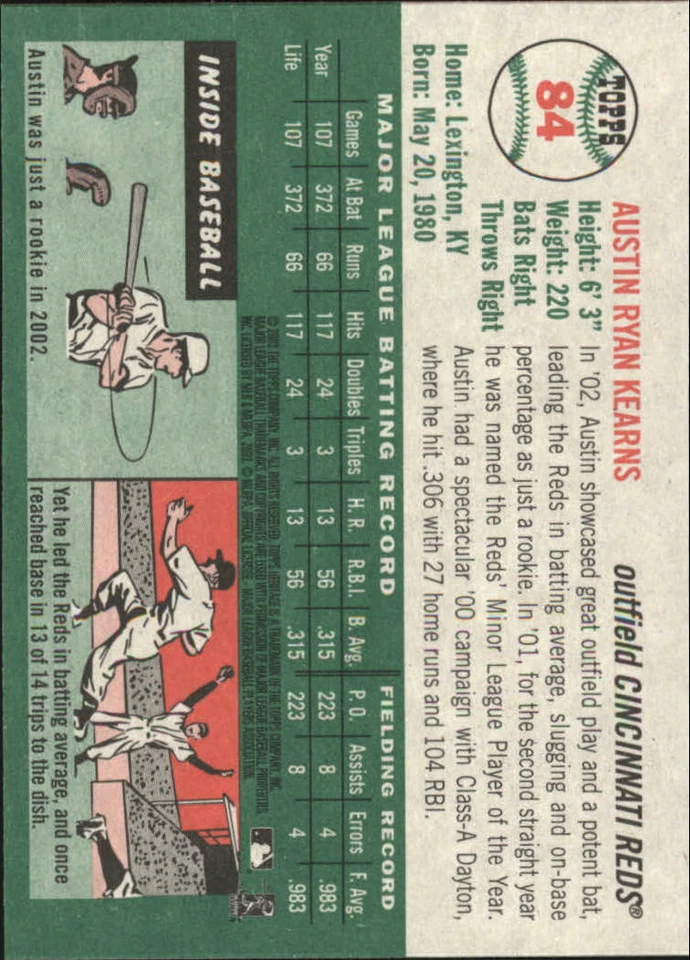 TOPPS
84
AUSTIN RYAN KEARNS
outfield CINCINNATI REDS®
Height: 6' 3"
Weight: 220
Bats Right
Throws Right
Home: Lexington, KY
Born: May 20, 1980
In '02, Austin showcased great outfield play and a potent bat,
leading the Reds in batting average, slugging and on-base
percentage as just a rookie. In '01, for the second straight year
he was named the Reds' Minor League Player of the Year.
Austin had a spectacular '00 campaign with Class-A Dayton,
where he hit .306 with 27 home runs and 104 RBI.
MAJOR LEAGUE BATTING RECORD FIELDING RECORD
Year Games At Bat Runs Hits Doubles Triples H. R. R.B.I. B. Avg. P. O. Assists Errors F. Avg.
107 372 66 117 24 3 13 56 .315 223 8 4 .983
Life 107 372 66 117 24 3 13 56 .315 223 8 4 .983
INSIDE BASEBALL
Austin was just a rookie in 2002.
Yet he led the Reds in batting average, and once
reached base in 13 of 14 trips to the dish.